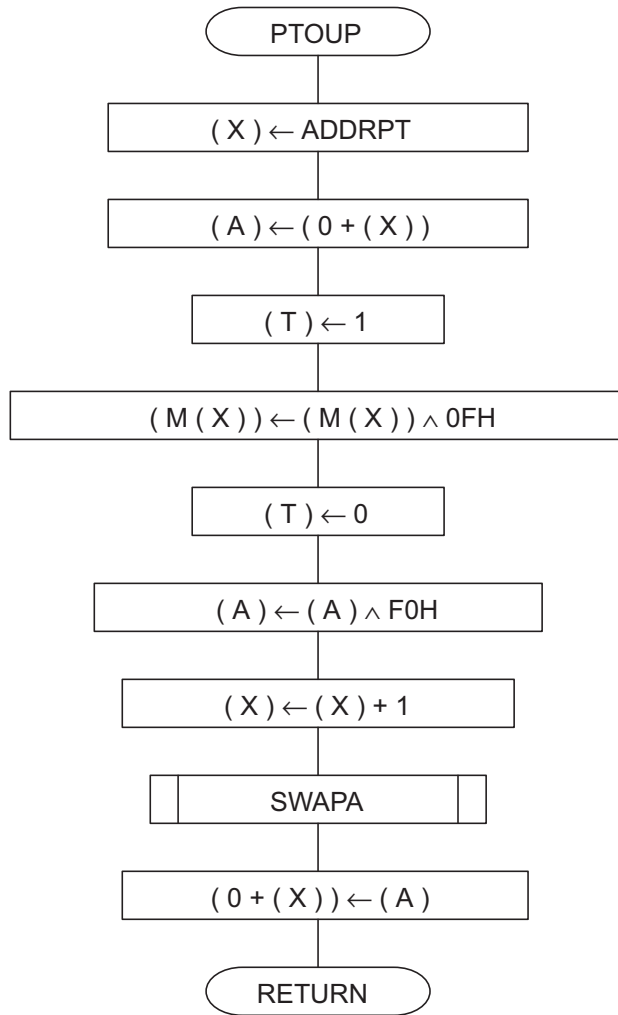 PTOUP
( X ) ← ADDRPT
( A ) ← ( 0 + ( X ) )
( T ) ← 1
( M ( X ) ) ← ( M ( X ) ) ∧ 0FH
( T ) ← 0
( A ) ← ( A ) ∧ F0H
( X ) ← ( X ) + 1
SWAPA
( 0 + ( X ) ) ← ( A )
RETURN